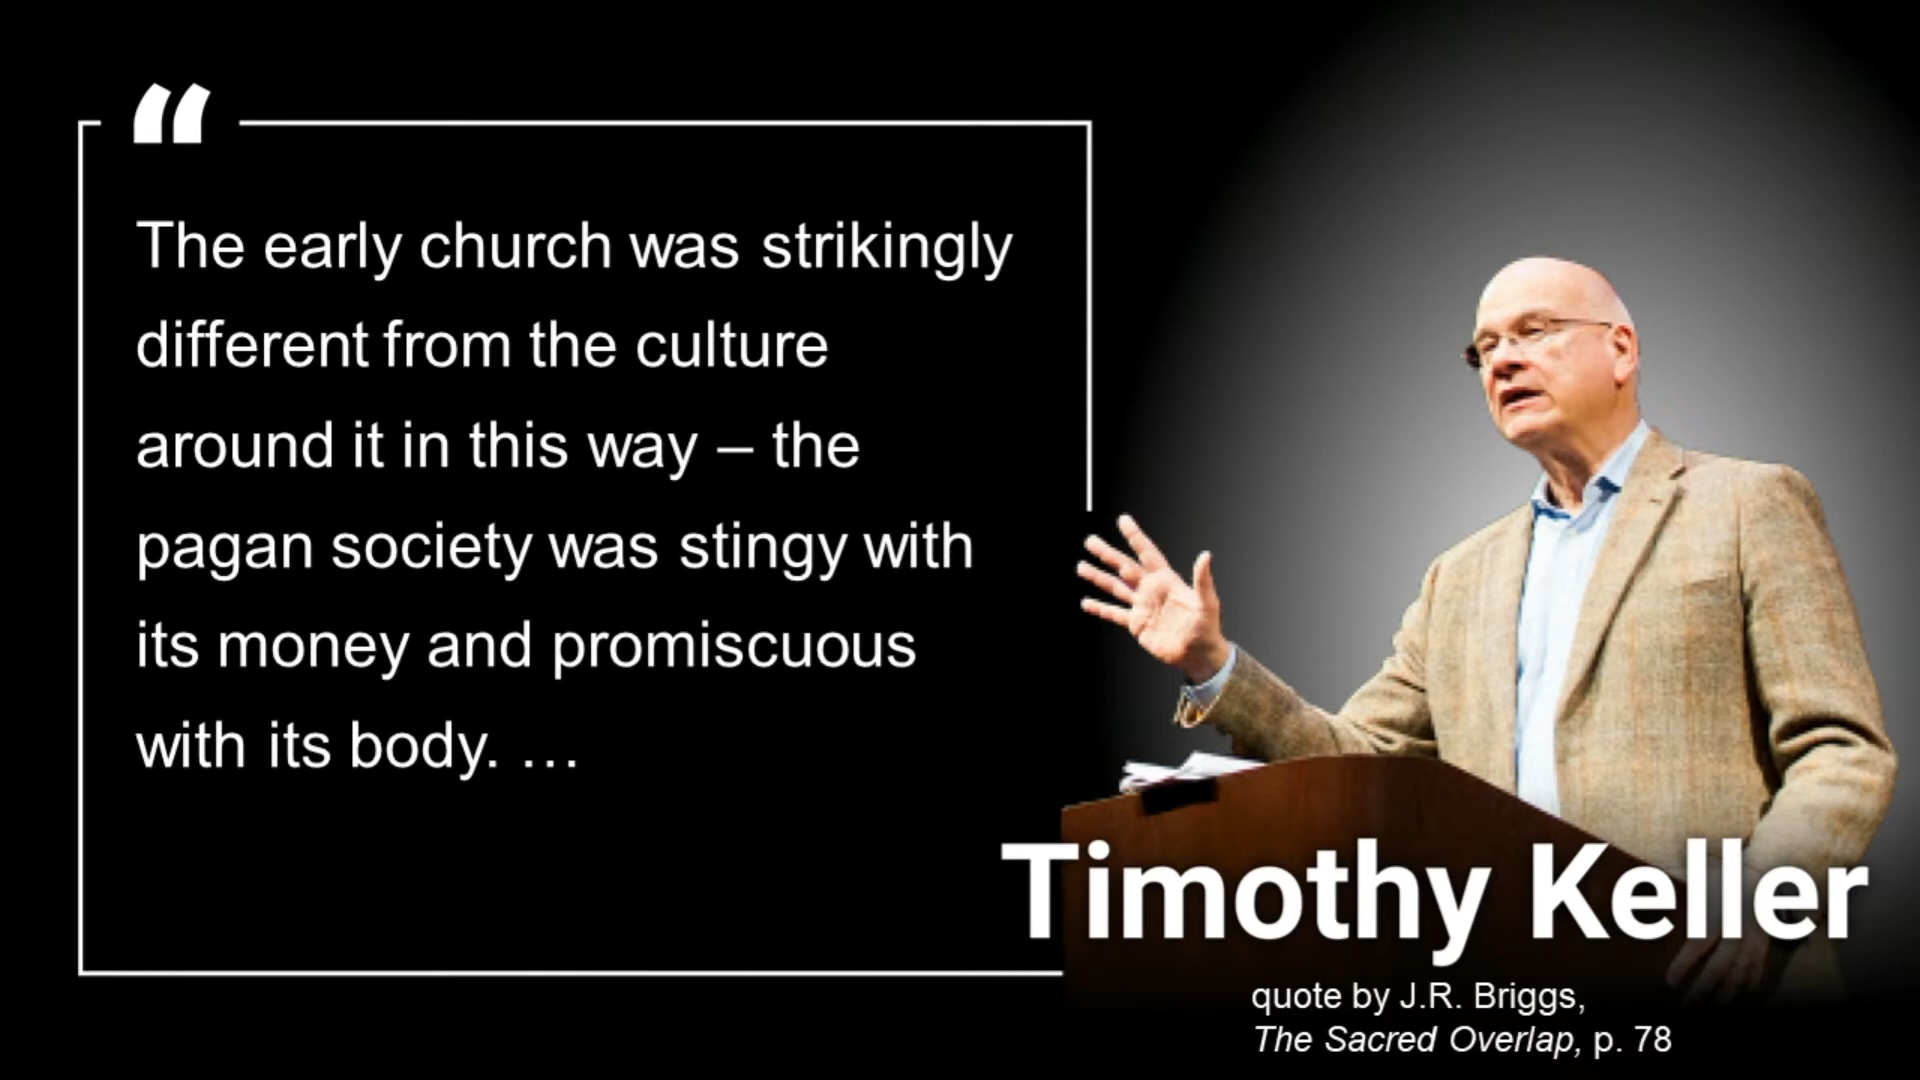 “
The early church was strikingly
different from the culture
around it in this way – the
pagan society was stingy with
its money and promiscuous
with its body. …
Timothy Keller
quote by J.R. Briggs,
The Sacred Overlap, p. 78